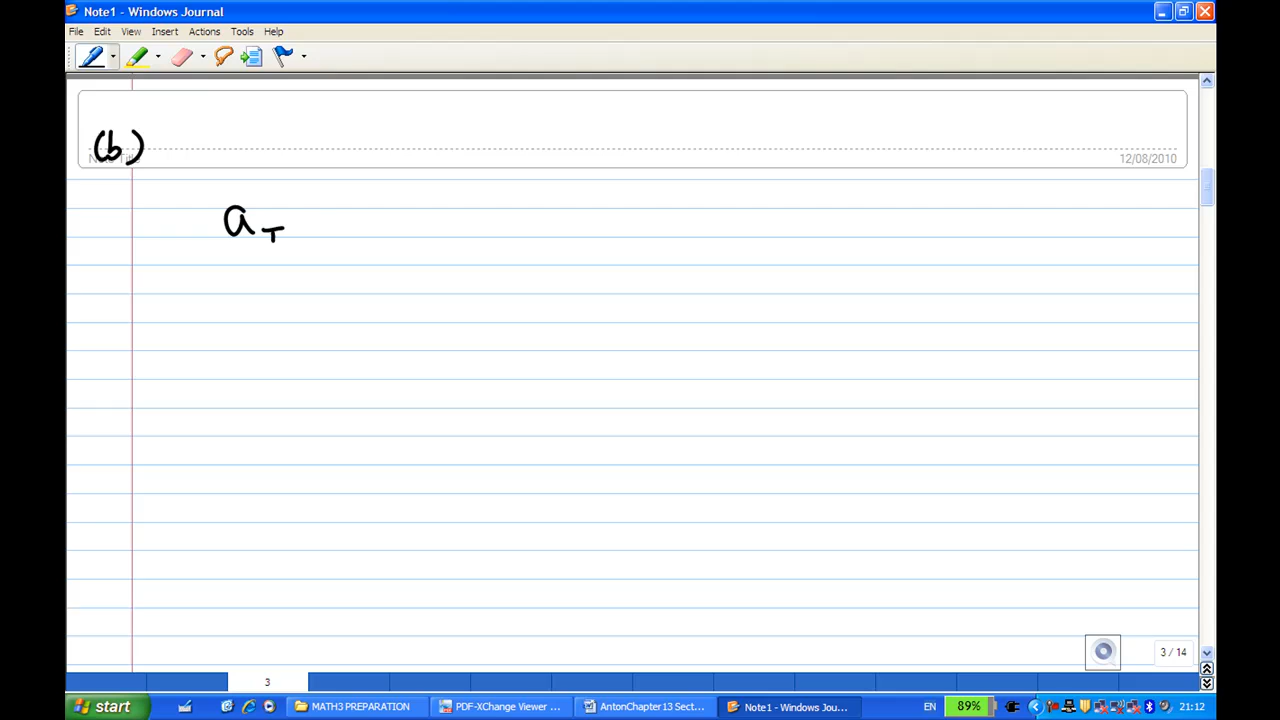 Note1 - Windows Journal
File Edit View Insert Actions Tools Help
(b)
12/08/2010
a_T
3 / 14
3
start
MATH3 PREPARATION
PDF-XChange Viewer ...
AntonChapter13 Sect...
Note1 - Windows Jou...
EN
89%
21:12